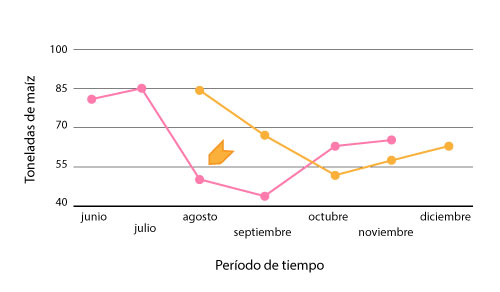 Toneladas de maíz
100
85
70
55
40
junio
julio
agosto
septiembre
octubre
noviembre
diciembre
Período de tiempo